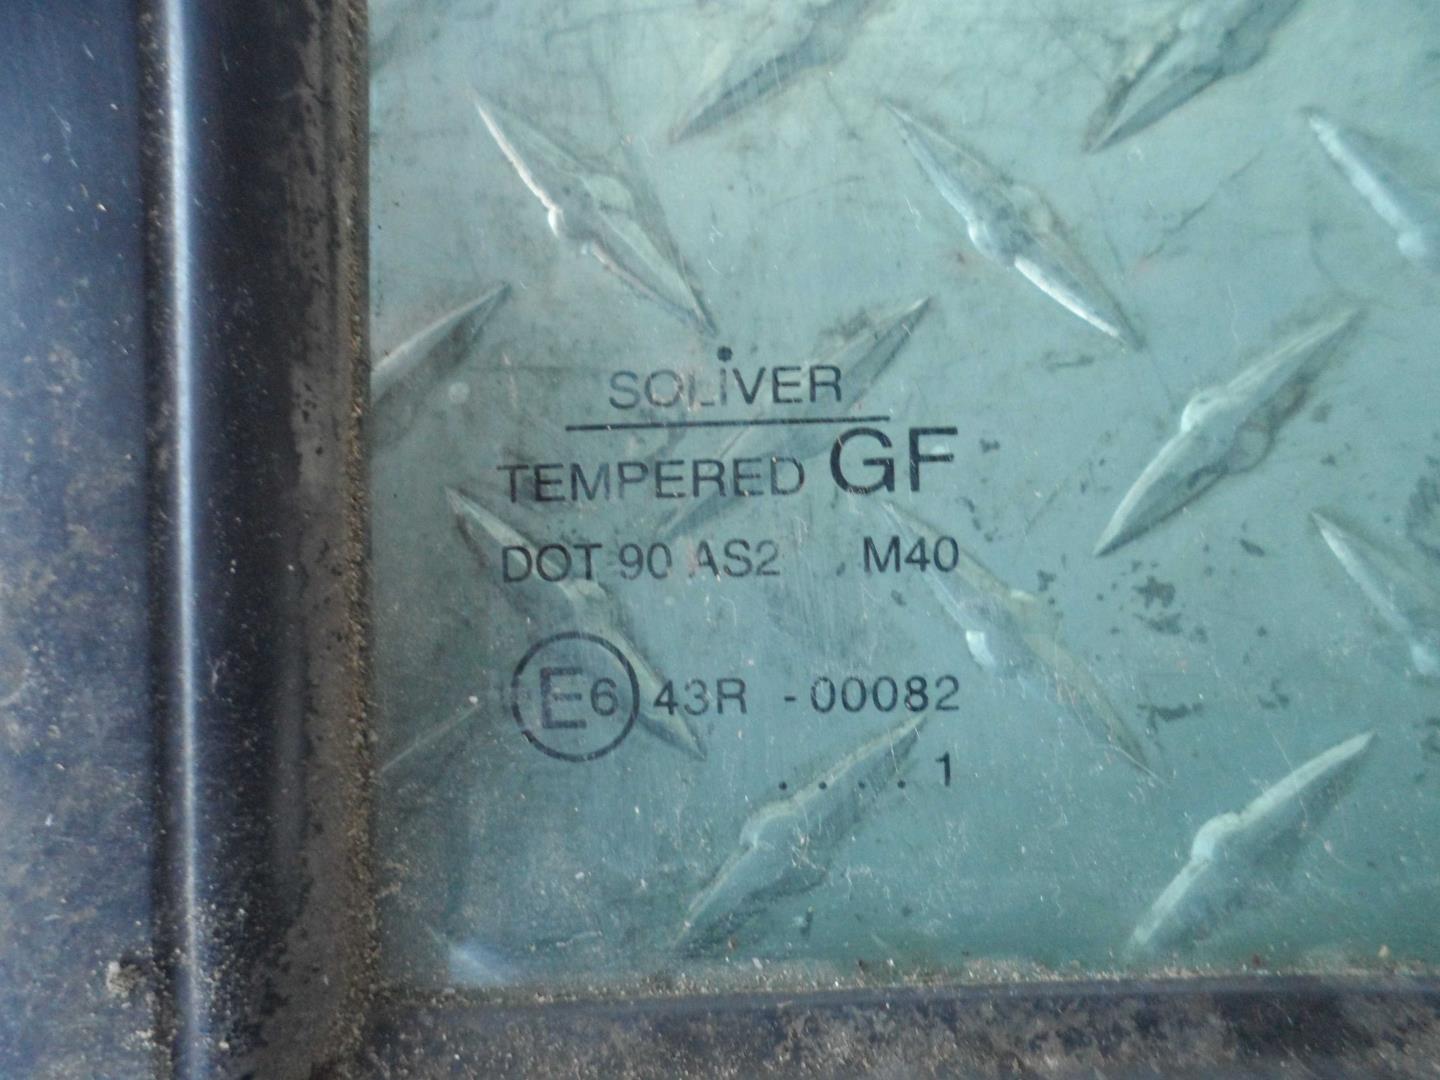 SOLiVER
TEMPERED GF
DOT 90 AS2 M40
E6 43R -00082
. . . . 1